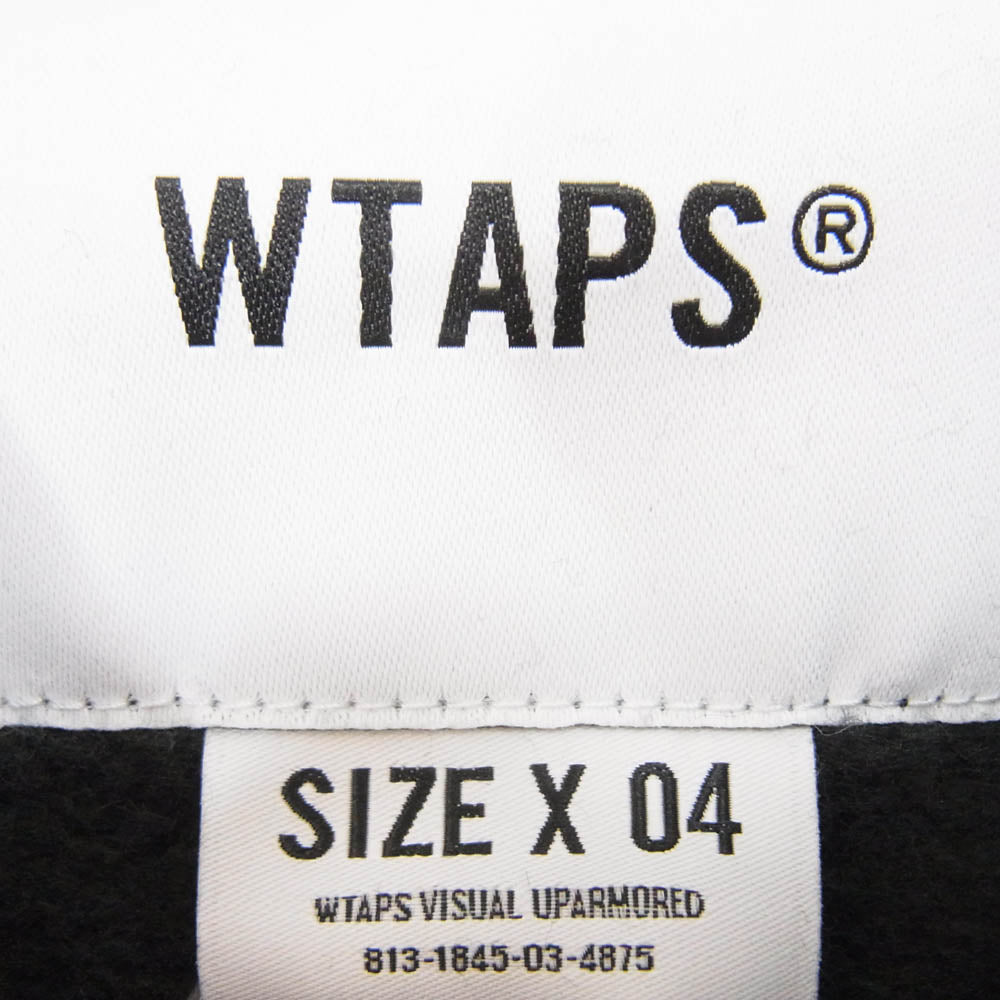 WTAPS®
SIZE X 04
WTAPS VISUAL UPARMORED
813-1845-03-4875